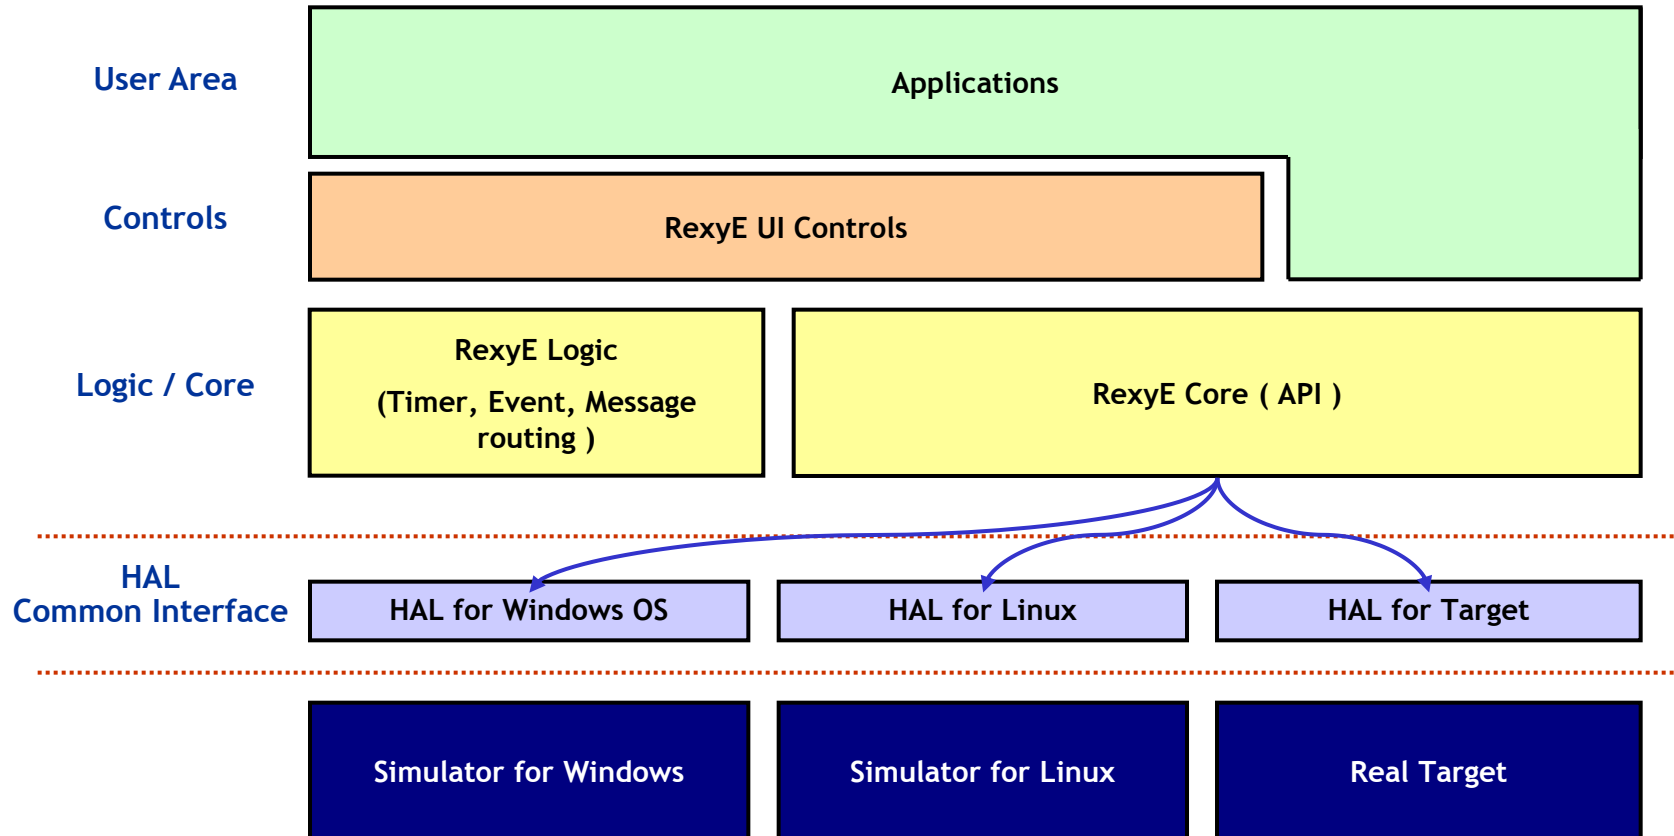 User Area
Applications
Controls
RexyE UI Controls
Logic / Core
RexyE Logic
(Timer, Event, Message
routing )
RexyE Core ( API )
HAL
Common Interface
HAL for Windows OS
HAL for Linux
HAL for Target
Simulator for Windows
Simulator for Linux
Real Target